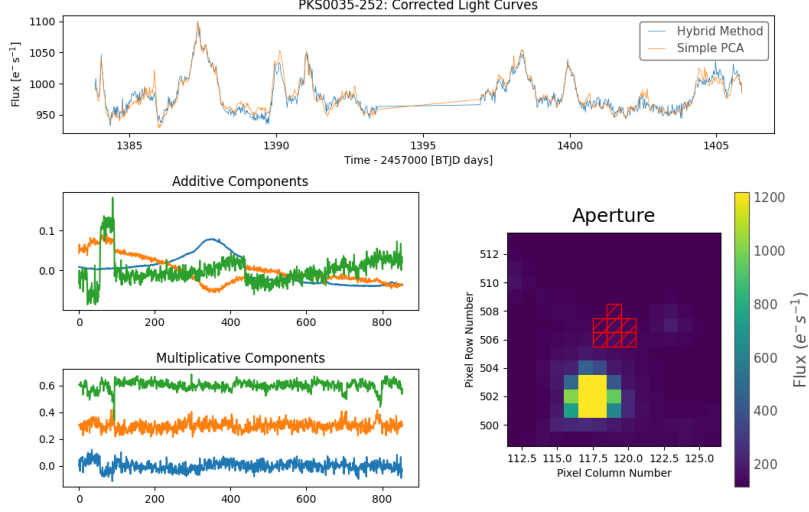 PKS0035-252: Corrected Light Curves
Flux [e⁻ s⁻¹]
1100
1050
1000
950
Hybrid Method
Simple PCA
1385 1390 1395 1400 1405
Time - 2457000 [BTJD days]
Additive Components
0.1
0.0
0 200 400 600 800
Multiplicative Components
0.6
0.4
0.2
0.0
0 200 400 600 800
Aperture
Pixel Row Number
512
510
508
506
504
502
500
112.5 115.0 117.5 120.0 122.5 125.0
Pixel Column Number
1200
1000
800
600
400
200
Flux (e⁻ s⁻¹)